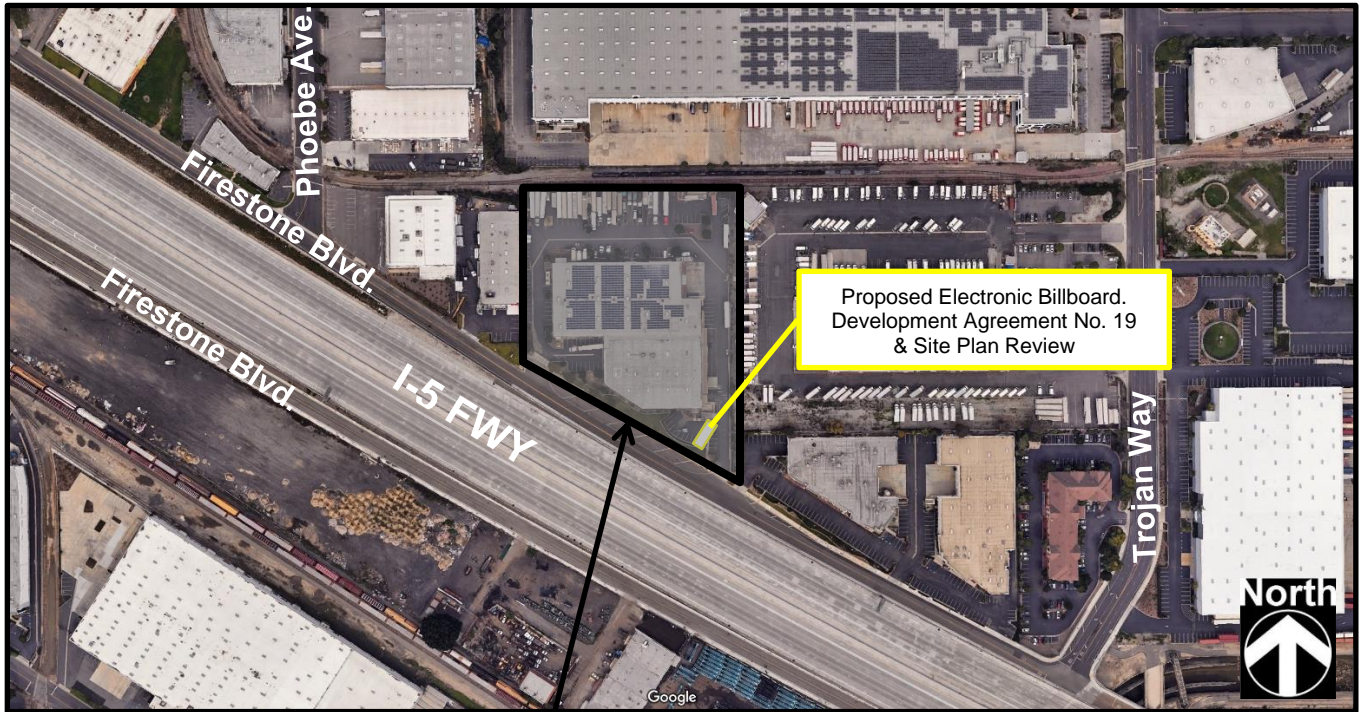 Phoebe Ave.
Firestone Blvd.
Firestone Blvd.
I-5 FWY
Proposed Electronic Billboard.
Development Agreement No. 19
& Site Plan Review
Trojan Way
North
Google